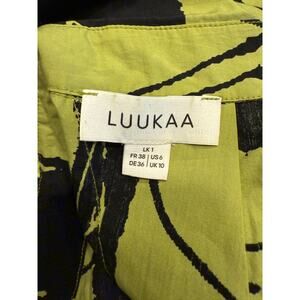 LUUKAA
LK 1
FR 38 | US 6
DE 36 | UK 10